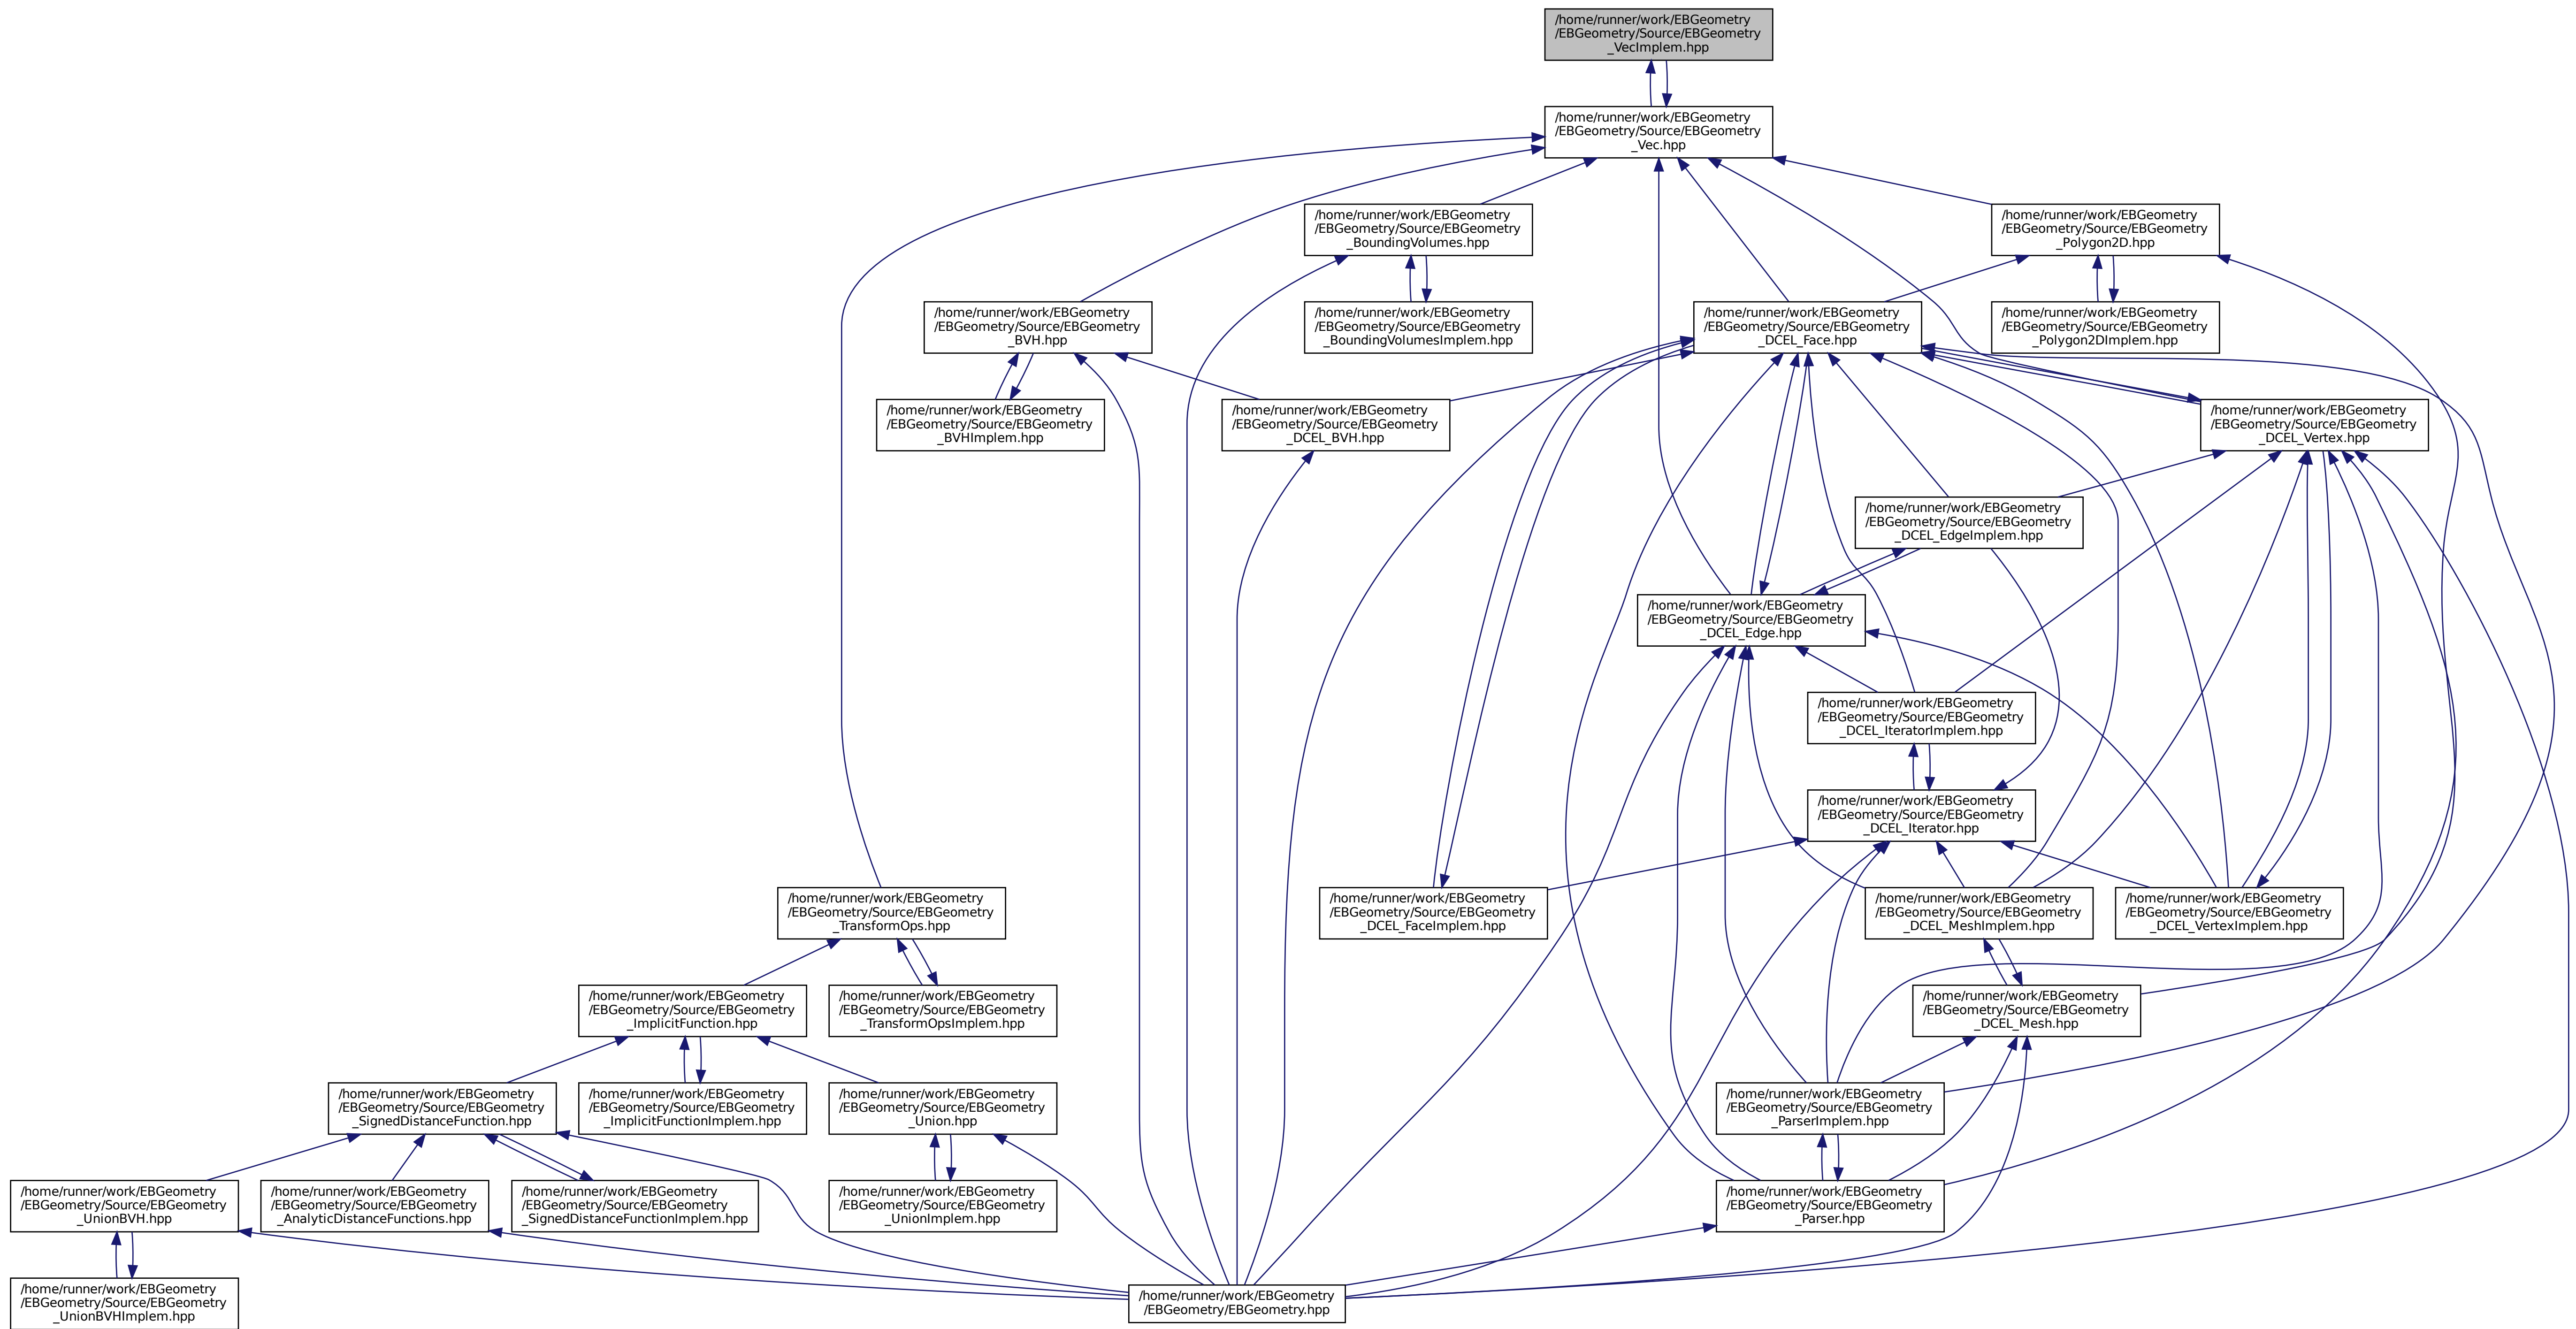 /home/runner/work/EBGeometry
/EBGeometry/Source/EBGeometry
_VecImplem.hpp
/home/runner/work/EBGeometry
/EBGeometry/Source/EBGeometry
_Vec.hpp
/home/runner/work/EBGeometry
/EBGeometry/Source/EBGeometry
_BoundingVolumes.hpp
/home/runner/work/EBGeometry
/EBGeometry/Source/EBGeometry
_Polygon2D.hpp
/home/runner/work/EBGeometry
/EBGeometry/Source/EBGeometry
_BVH.hpp
/home/runner/work/EBGeometry
/EBGeometry/Source/EBGeometry
_BoundingVolumesImplem.hpp
/home/runner/work/EBGeometry
/EBGeometry/Source/EBGeometry
_DCEL_Face.hpp
/home/runner/work/EBGeometry
/EBGeometry/Source/EBGeometry
_Polygon2DImplem.hpp
/home/runner/work/EBGeometry
/EBGeometry/Source/EBGeometry
_BVHImplem.hpp
/home/runner/work/EBGeometry
/EBGeometry/Source/EBGeometry
_DCEL_BVH.hpp
/home/runner/work/EBGeometry
/EBGeometry/Source/EBGeometry
_DCEL_Vertex.hpp
/home/runner/work/EBGeometry
/EBGeometry/Source/EBGeometry
_DCEL_EdgeImplem.hpp
/home/runner/work/EBGeometry
/EBGeometry/Source/EBGeometry
_DCEL_Edge.hpp
/home/runner/work/EBGeometry
/EBGeometry/Source/EBGeometry
_DCEL_IteratorImplem.hpp
/home/runner/work/EBGeometry
/EBGeometry/Source/EBGeometry
_DCEL_Iterator.hpp
/home/runner/work/EBGeometry
/EBGeometry/Source/EBGeometry
_TransformOps.hpp
/home/runner/work/EBGeometry
/EBGeometry/Source/EBGeometry
_DCEL_FaceImplem.hpp
/home/runner/work/EBGeometry
/EBGeometry/Source/EBGeometry
_DCEL_MeshImplem.hpp
/home/runner/work/EBGeometry
/EBGeometry/Source/EBGeometry
_DCEL_VertexImplem.hpp
/home/runner/work/EBGeometry
/EBGeometry/Source/EBGeometry
_ImplicitFunction.hpp
/home/runner/work/EBGeometry
/EBGeometry/Source/EBGeometry
_TransformOpsImplem.hpp
/home/runner/work/EBGeometry
/EBGeometry/Source/EBGeometry
_DCEL_Mesh.hpp
/home/runner/work/EBGeometry
/EBGeometry/Source/EBGeometry
_SignedDistanceFunction.hpp
/home/runner/work/EBGeometry
/EBGeometry/Source/EBGeometry
_ImplicitFunctionImplem.hpp
/home/runner/work/EBGeometry
/EBGeometry/Source/EBGeometry
_Union.hpp
/home/runner/work/EBGeometry
/EBGeometry/Source/EBGeometry
_ParserImplem.hpp
/home/runner/work/EBGeometry
/EBGeometry/Source/EBGeometry
_UnionBVH.hpp
/home/runner/work/EBGeometry
/EBGeometry/Source/EBGeometry
_AnalyticDistanceFunctions.hpp
/home/runner/work/EBGeometry
/EBGeometry/Source/EBGeometry
_SignedDistanceFunctionImplem.hpp
/home/runner/work/EBGeometry
/EBGeometry/Source/EBGeometry
_UnionImplem.hpp
/home/runner/work/EBGeometry
/EBGeometry/Source/EBGeometry
_Parser.hpp
/home/runner/work/EBGeometry
/EBGeometry/Source/EBGeometry
_UnionBVHImplem.hpp
/home/runner/work/EBGeometry
/EBGeometry/EBGeometry.hpp